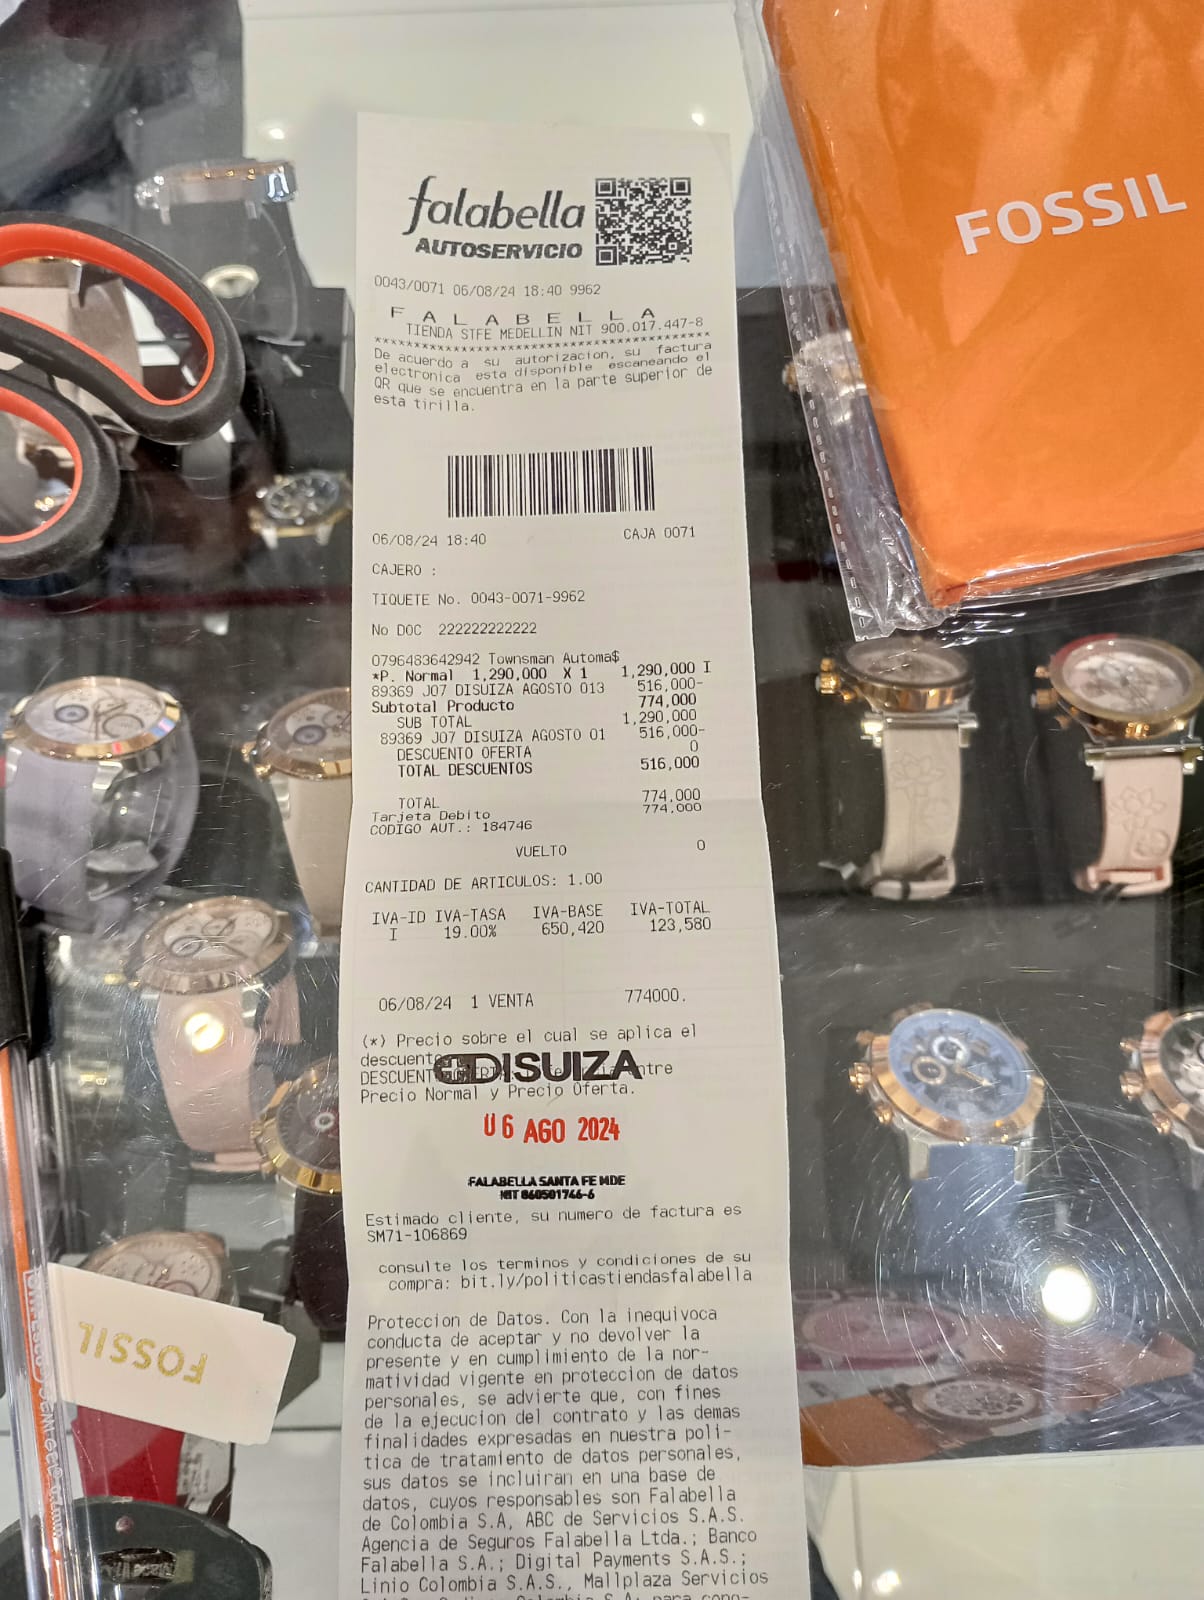 falabella
AUTOSERVICIO
0043/0071 06/08/24 18:40 9962
F A L A B E L L A
TIENDA STFE MEDELLIN NIT 900.017.447-8
****************************************
De acuerdo a su autorizacion, su factura
electronica esta disponible escaneando el
QR que se encuentra en la parte superior de
esta tirilla.
06/08/24 18:40 CAJA 0071
CAJERO :
TIQUETE No. 0043-0071-9962
No DOC 222222222222
0796483642942 Townsman Automa$
*P. Normal 1,290,000 X 1 1,290,000 I
89369 J07 DISUIZA AGOSTO 013 516,000-
Subtotal Producto 774,000
SUB TOTAL 1,290,000
89369 J07 DISUIZA AGOSTO 01 516,000-
DESCUENTO OFERTA 0
TOTAL DESCUENTOS 516,000
TOTAL 774,000
Tarjeta Debito 774,000
CODIGO AUT.: 184746
VUELTO 0
CANTIDAD DE ARTICULOS: 1.00
IVA-ID IVA-TASA IVA-BASE IVA-TOTAL
I 19.00% 650,420 123,580
06/08/24 1 VENTA 774000.
(*) Precio sobre el cual se aplica el
descuento
DISUIZA
DESCUENTO
Precio Normal y Precio Oferta.
06 AGO 2024
FALABELLA SANTA FE MDE
NIT 860501746-6
Estimado cliente, su numero de factura es
SM71-106869
consulte los terminos y condiciones de su
compra: bit.ly/politicastiendasfalabella
Proteccion de Datos. Con la inequivoca
conducta de aceptar y no devolver la
presente y en cumplimiento de la nor-
matividad vigente en proteccion de datos
personales, se advierte que, con fines
de la ejecucion del contrato y las demas
finalidades expresadas en nuestra poli-
tica de tratamiento de datos personales,
sus datos se incluiran en una base de
datos, cuyos responsables son Falabella
de Colombia S.A, ABC de Servicios S.A.S.
Agencia de Seguros Falabella Ltda.; Banco
Falabella S.A.; Digital Payments S.A.S.;
Linio Colombia S.A.S., Mallplaza Servicios
FOSSIL
FOSSIL